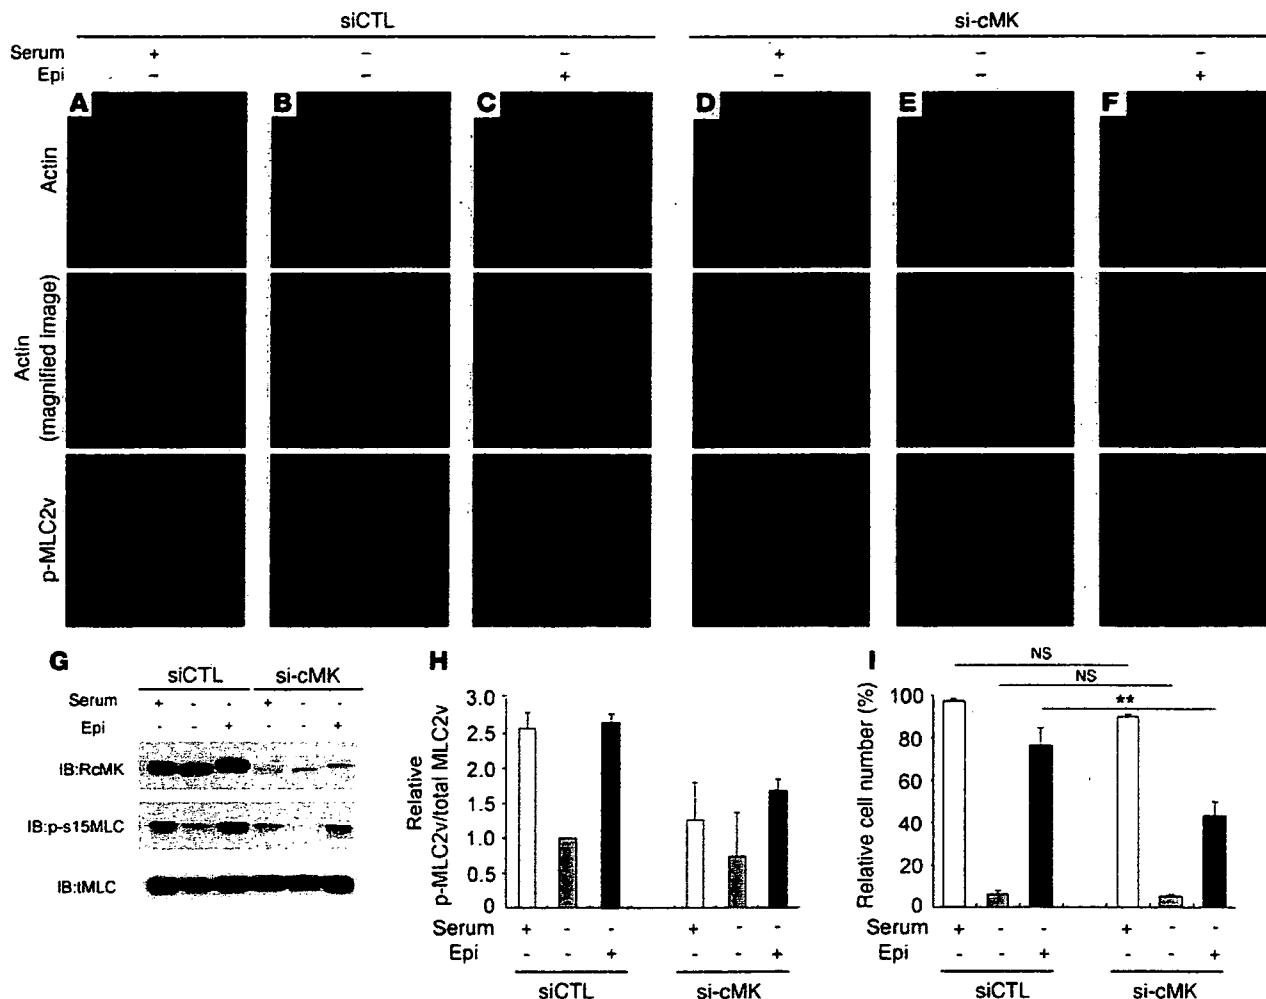 siCTL si-cMK
Serum + - - + - -
Epi - - + - - +
A B C D E F
Actin
Actin
(magnified image)
p-MLC2v
G
siCTL si-cMK
Serum + - - + - -
Epi - - + - - +
IB:RcMK
IB:p-s15MLC
IB:tMLC
H
Relative
p-MLC2v/total MLC2v
3.0
2.5
2.0
1.5
1.0
0.5
0
Serum + - - + - -
Epi - - + - - +
siCTL si-cMK
I
NS
NS
**
Relative cell number (%)
100
80
60
40
20
0
Serum + - - + - -
Epi - - + - - +
siCTL si-cMK